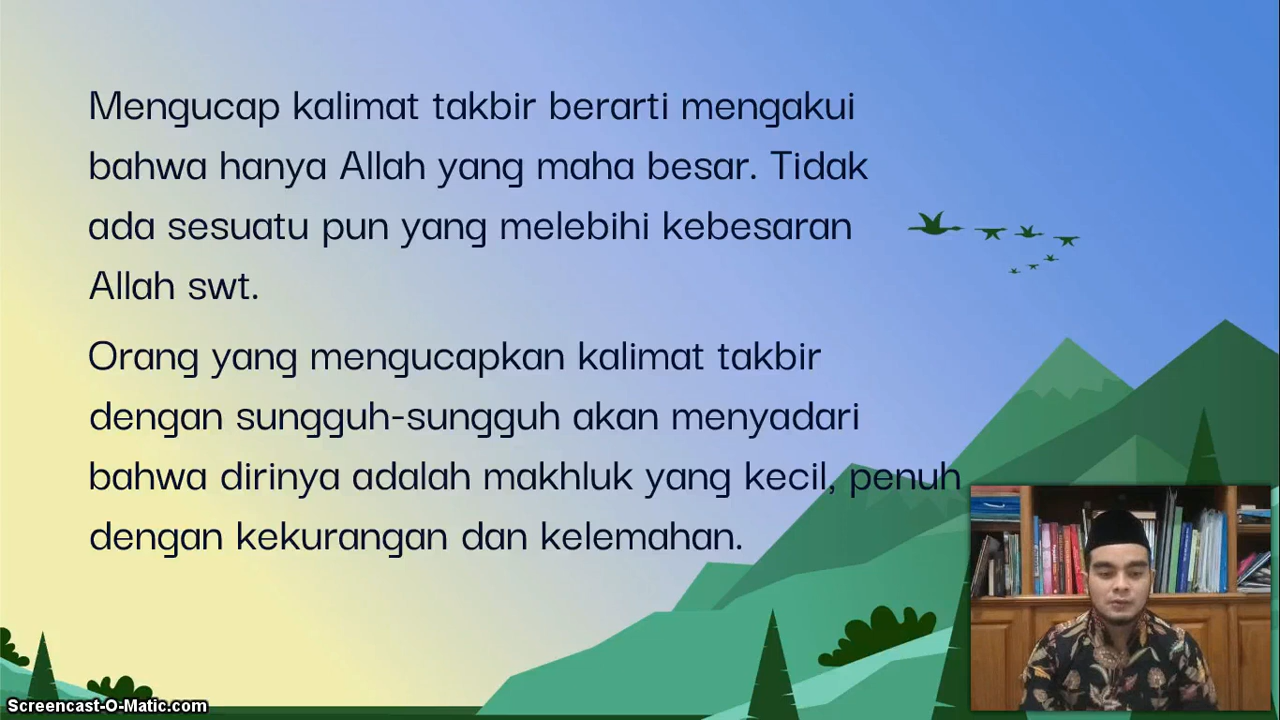 Mengucap kalimat takbir berarti mengakui
bahwa hanya Allah yang maha besar. Tidak
ada sesuatu pun yang melebihi kebesaran
Allah swt.
Orang yang mengucapkan kalimat takbir
dengan sungguh-sungguh akan menyadari
bahwa dirinya adalah makhluk yang kecil, penuh
dengan kekurangan dan kelemahan.
Screencast-O-Matic.com